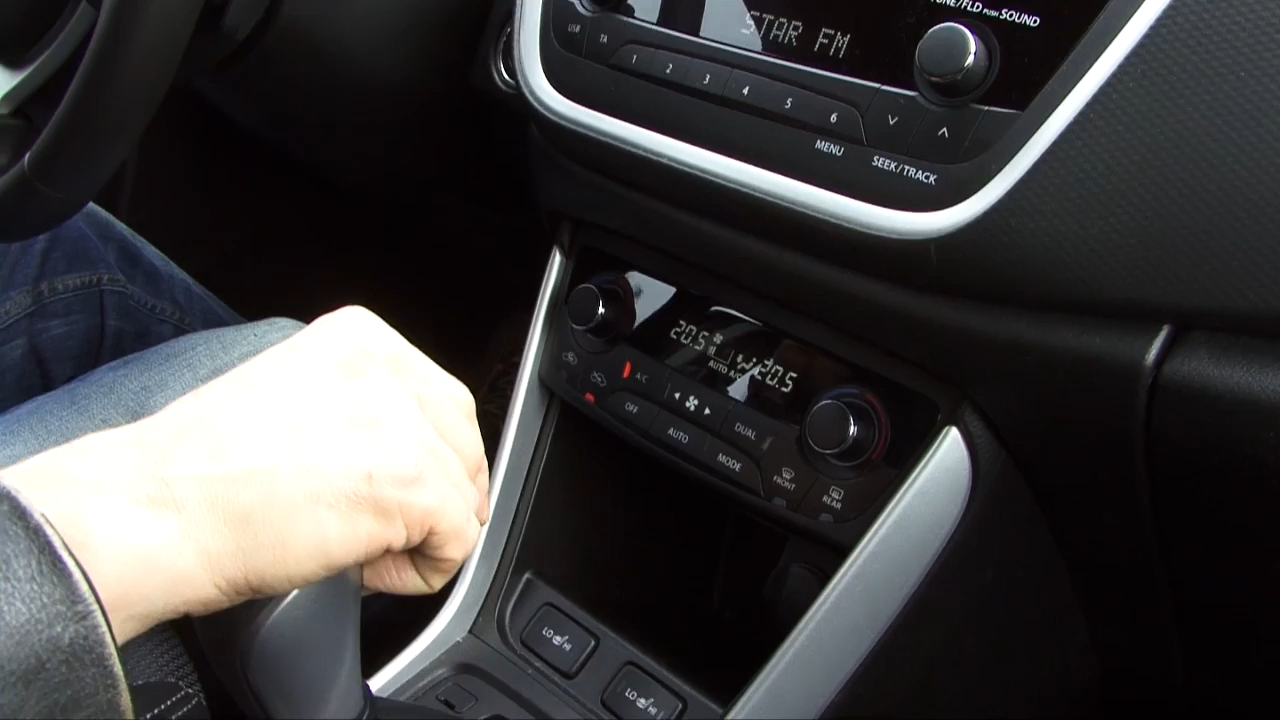 TUNE/FLD PUSH SOUND
STAR FM
USB TA
1 2 3 4 5 6
MENU
SEEK/TRACK
20.5 20.5
AUTO A/C
A/C
OFF
AUTO
DUAL
MODE
FRONT
REAR
LO HI
LO HI